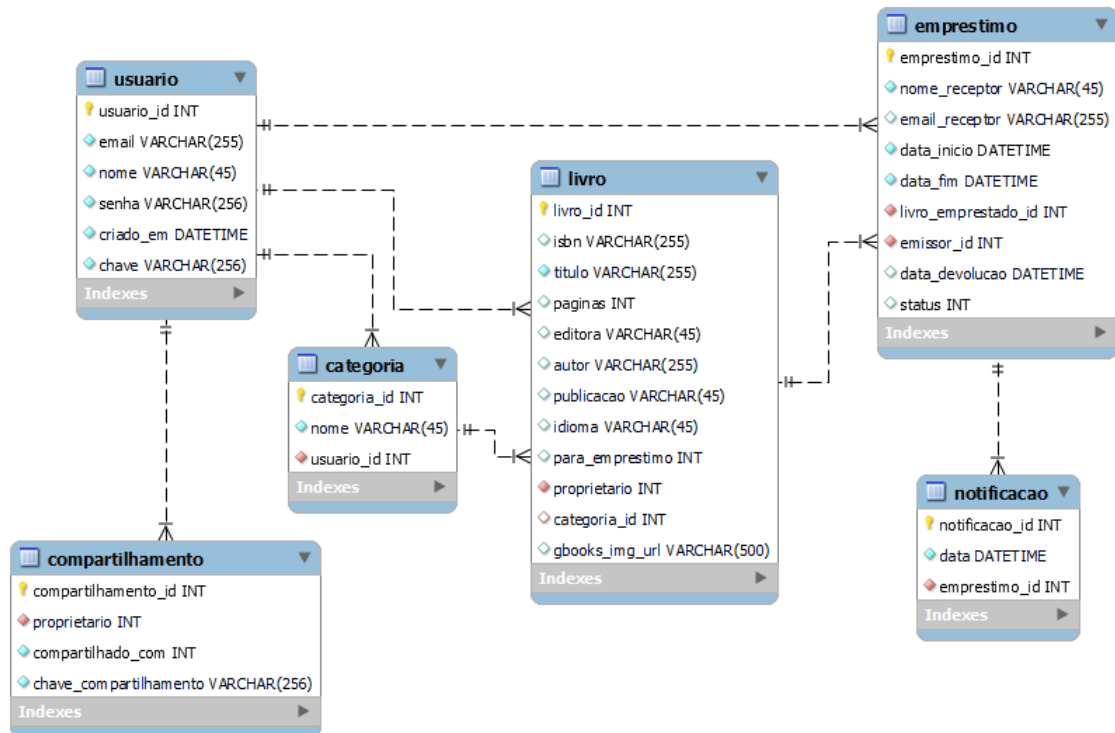 usuario
usuario_id INT
email VARCHAR(255)
nome VARCHAR(45)
senha VARCHAR(256)
criado_em DATETIME
chave VARCHAR(256)
Indexes
emprestimo
emprestimo_id INT
nome_receptor VARCHAR(45)
email_receptor VARCHAR(255)
data_inicio DATETIME
data_fim DATETIME
livro_emprestado_id INT
emissor_id INT
data_devolucao DATETIME
status INT
Indexes
livro
livro_id INT
isbn VARCHAR(255)
titulo VARCHAR(255)
paginas INT
editora VARCHAR(45)
autor VARCHAR(255)
publicacao VARCHAR(45)
idioma VARCHAR(45)
para_emprestimo INT
proprietario INT
categoria_id INT
gbooks_img_url VARCHAR(500)
Indexes
categoria
categoria_id INT
nome VARCHAR(45)
usuario_id INT
Indexes
notificacao
notificacao_id INT
data DATETIME
emprestimo_id INT
Indexes
compartilhamento
compartilhamento_id INT
proprietario INT
compartilhado_com INT
chave_compartilhamento VARCHAR(256)
Indexes